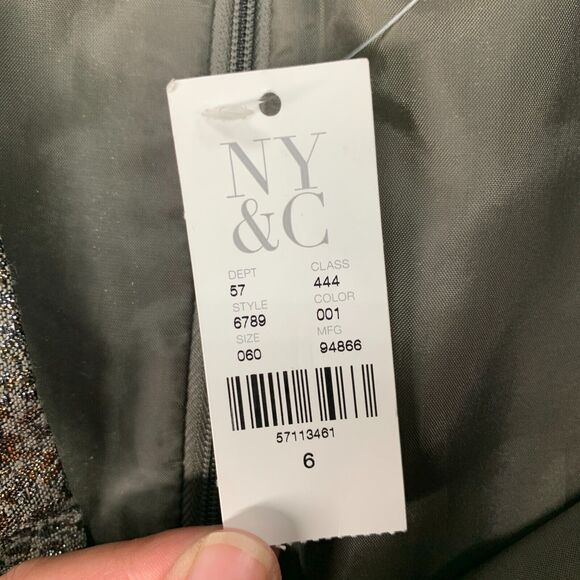 NY
&C
DEPT CLASS
57 444
STYLE COLOR
6789 001
SIZE MFG
060 94866
57113461
6